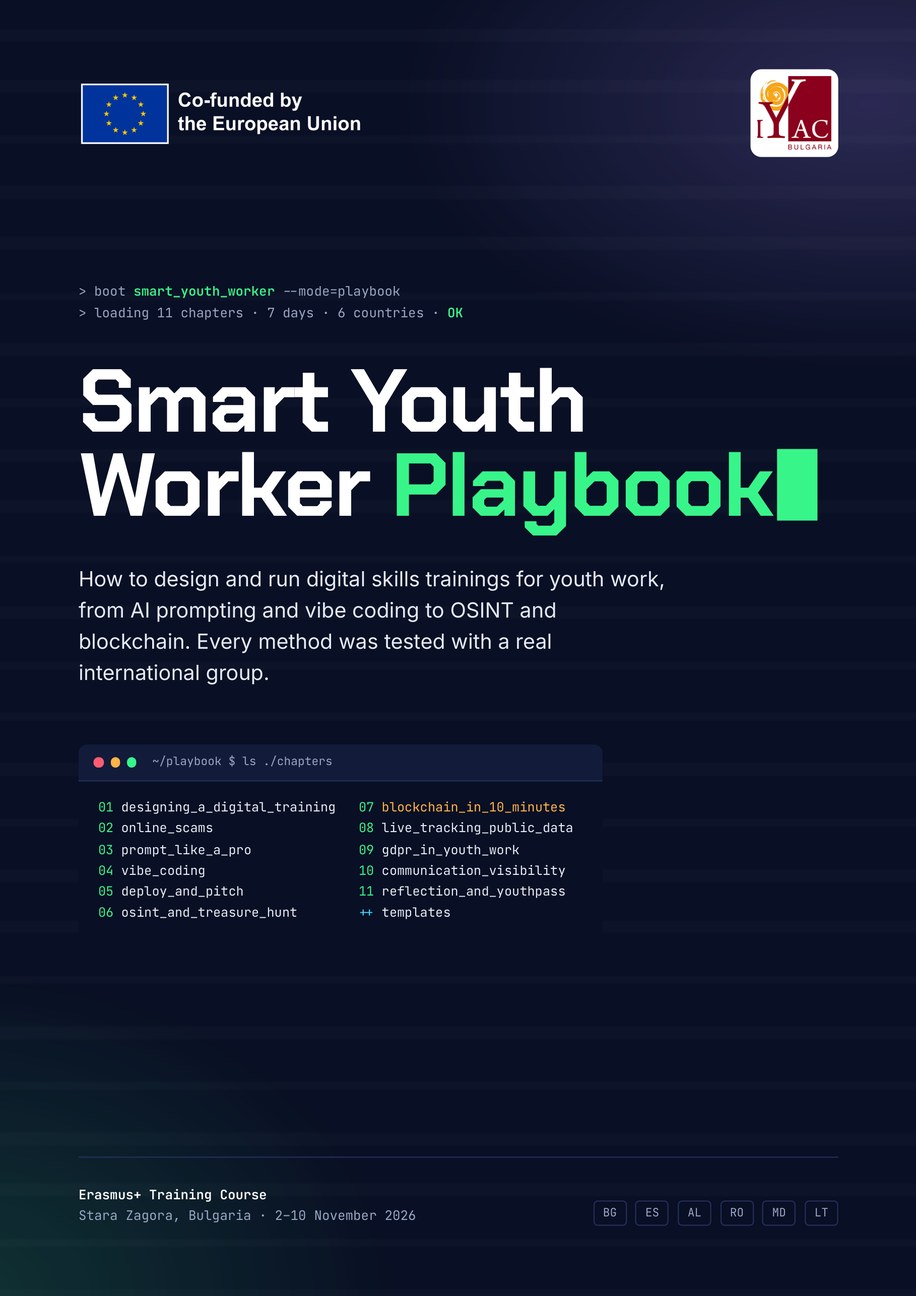 Co-funded by
the European Union
IYAC
BULGARIA
> boot smart_youth_worker --mode=playbook
> loading 11 chapters · 7 days · 6 countries · OK
Smart Youth
Worker Playbook
How to design and run digital skills trainings for youth work,
from AI prompting and vibe coding to OSINT and
blockchain. Every method was tested with a real
international group.
~/playbook $ ls ./chapters
01 designing_a_digital_training
02 online_scams
03 prompt_like_a_pro
04 vibe_coding
05 deploy_and_pitch
06 osint_and_treasure_hunt
07 blockchain_in_10_minutes
08 live_tracking_public_data
09 gdpr_in_youth_work
10 communication_visibility
11 reflection_and_youthpass
++ templates
Erasmus+ Training Course
Stara Zagora, Bulgaria · 2–10 November 2026
BG ES AL RO MD LT